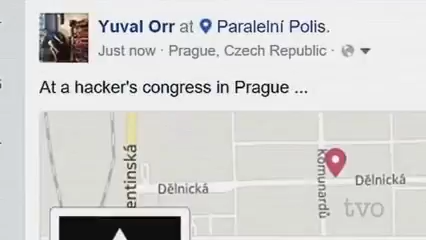 Yuval Orr at Paralelní Polis.
Just now · Prague, Czech Republic ·
At a hacker's congress in Prague ...
entinská
Dělnická
Komunardů
Dělnická
tvo